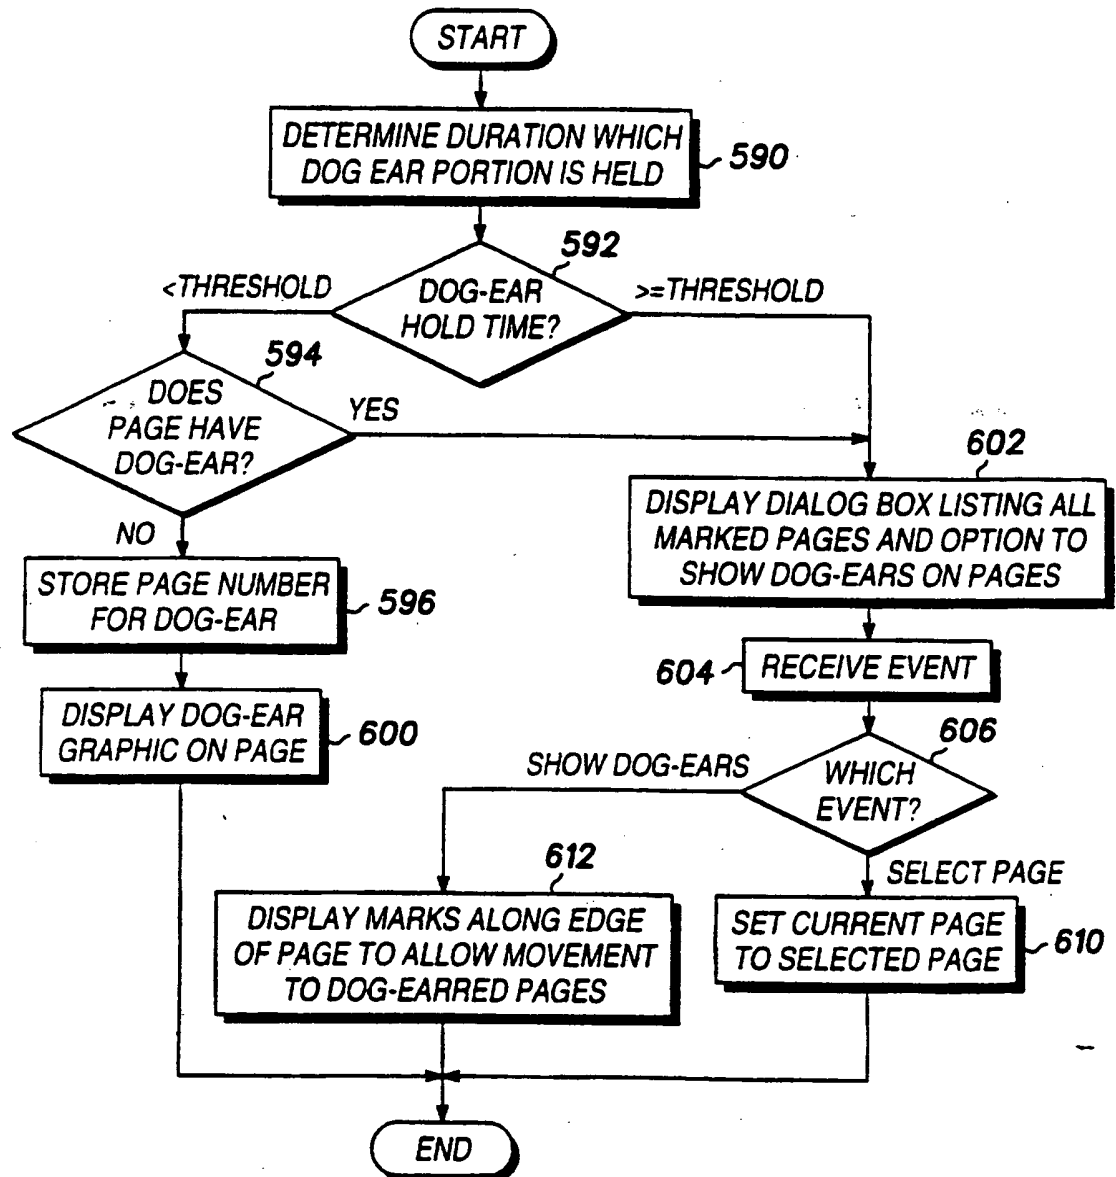 START
DETERMINE DURATION WHICH
DOG EAR PORTION IS HELD
590
592
<THRESHOLD
DOG-EAR
HOLD TIME?
>=THRESHOLD
594
DOES
PAGE HAVE
DOG-EAR?
YES
NO
602
DISPLAY DIALOG BOX LISTING ALL
MARKED PAGES AND OPTION TO
SHOW DOG-EARS ON PAGES
STORE PAGE NUMBER
FOR DOG-EAR
596
604
RECEIVE EVENT
DISPLAY DOG-EAR
GRAPHIC ON PAGE
600
606
SHOW DOG-EARS
WHICH
EVENT?
612
SELECT PAGE
DISPLAY MARKS ALONG EDGE
OF PAGE TO ALLOW MOVEMENT
TO DOG-EARRED PAGES
SET CURRENT PAGE
TO SELECTED PAGE
610
END